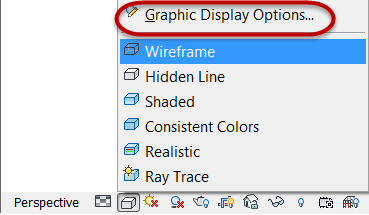 Graphic Display Options...
Wireframe
Hidden Line
Shaded
Consistent Colors
Realistic
Ray Trace
Perspective